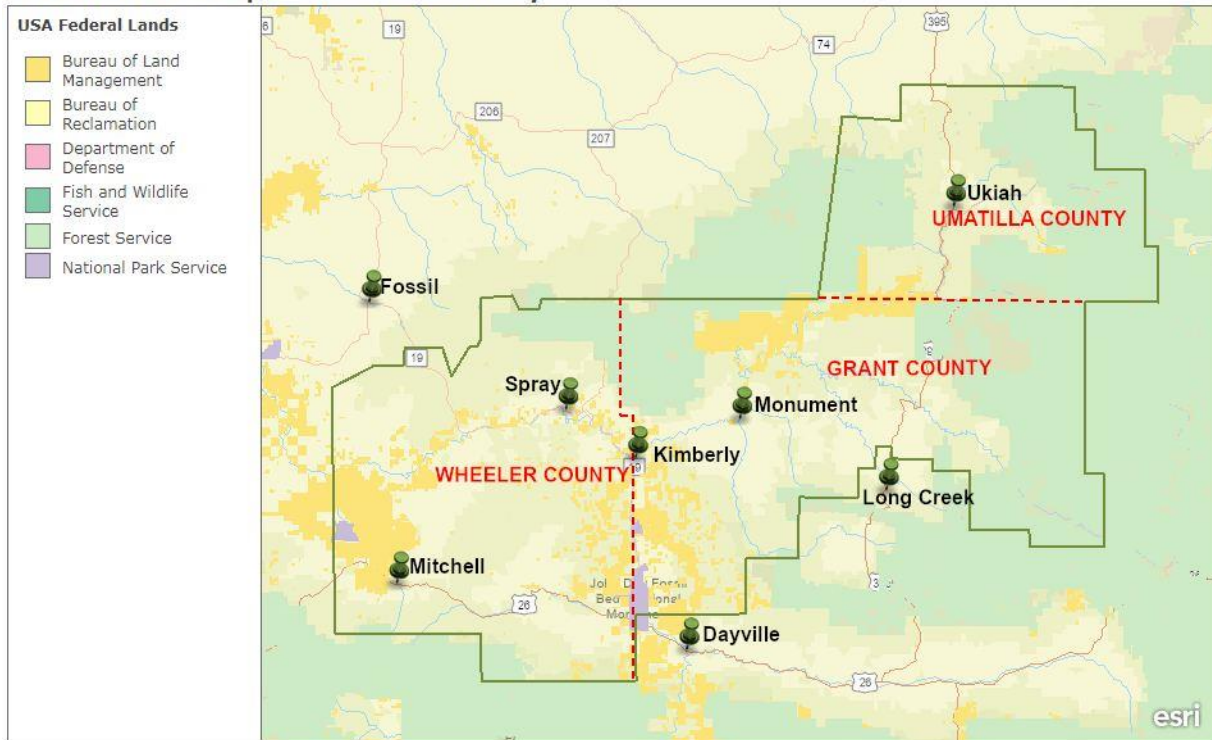 USA Federal Lands
Bureau of Land
Management
Bureau of
Reclamation
Department of
Defense
Fish and Wildlife
Service
Forest Service
National Park Service
19
395
74
206
207
Ukiah
UMATILLA COUNTY
Fossil
19
GRANT COUNTY
Spray
Monument
Kimberly
19
WHEELER COUNTY
Long Creek
Mitchell
26
Dayville
26
esri